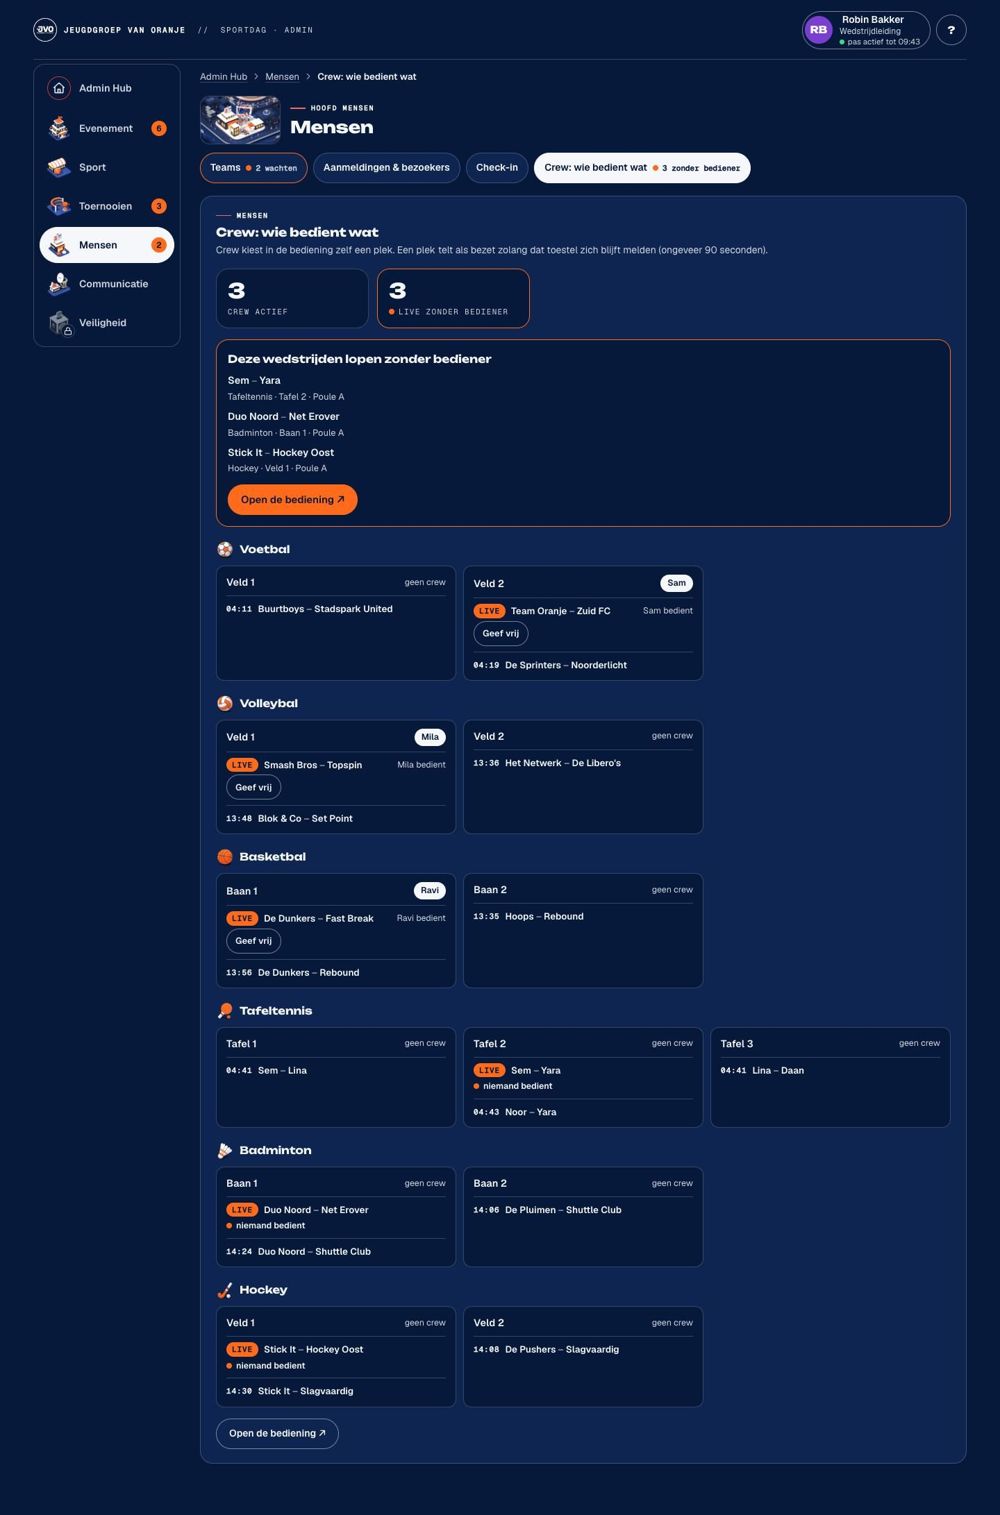 JVO JEUGDGROEP VAN ORANJE // SPORTDAG · ADMIN
RB Robin Bakker
Wedstrijdleiding
pas actief tot 09:43
?
Admin Hub
Evenement 6
Sport
Toernooien 3
Mensen 2
Communicatie
Veiligheid
Admin Hub > Mensen > Crew: wie bedient wat
HOOFD MENSEN
Mensen
Teams 2 wachten
Aanmeldingen & bezoekers
Check-in
Crew: wie bedient wat 3 zonder bediener
MENSEN
Crew: wie bedient wat
Crew kiest in de bediening zelf een plek. Een plek telt als bezet zolang dat toestel zich blijft melden (ongeveer 90 seconden).
3
CREW ACTIEF
3
LIVE ZONDER BEDIENER
Deze wedstrijden lopen zonder bediener
Sem – Yara
Tafeltennis · Tafel 2 · Poule A
Duo Noord – Net Erover
Badminton · Baan 1 · Poule A
Stick It – Hockey Oost
Hockey · Veld 1 · Poule A
Open de bediening ↗
Voetbal
Veld 1 geen crew
04:11 Buurtboys – Stadspark United
Veld 2 Sam
LIVE Team Oranje – Zuid FC Sam bedient
Geef vrij
04:19 De Sprinters – Noorderlicht
Volleybal
Veld 1 Mila
LIVE Smash Bros – Topspin Mila bedient
Geef vrij
13:48 Blok & Co – Set Point
Veld 2 geen crew
13:36 Het Netwerk – De Libero's
Basketbal
Baan 1 Ravi
LIVE De Dunkers – Fast Break Ravi bedient
Geef vrij
13:56 De Dunkers – Rebound
Baan 2 geen crew
13:35 Hoops – Rebound
Tafeltennis
Tafel 1 geen crew
04:41 Sem – Lina
Tafel 2 geen crew
LIVE Sem – Yara
niemand bedient
04:43 Noor – Yara
Tafel 3 geen crew
04:41 Lina – Daan
Badminton
Baan 1 geen crew
LIVE Duo Noord – Net Erover
niemand bedient
14:24 Duo Noord – Shuttle Club
Baan 2 geen crew
14:06 De Pluimen – Shuttle Club
Hockey
Veld 1 geen crew
LIVE Stick It – Hockey Oost
niemand bedient
14:30 Stick It – Slagvaardig
Veld 2 geen crew
14:08 De Pushers – Slagvaardig
Open de bediening ↗